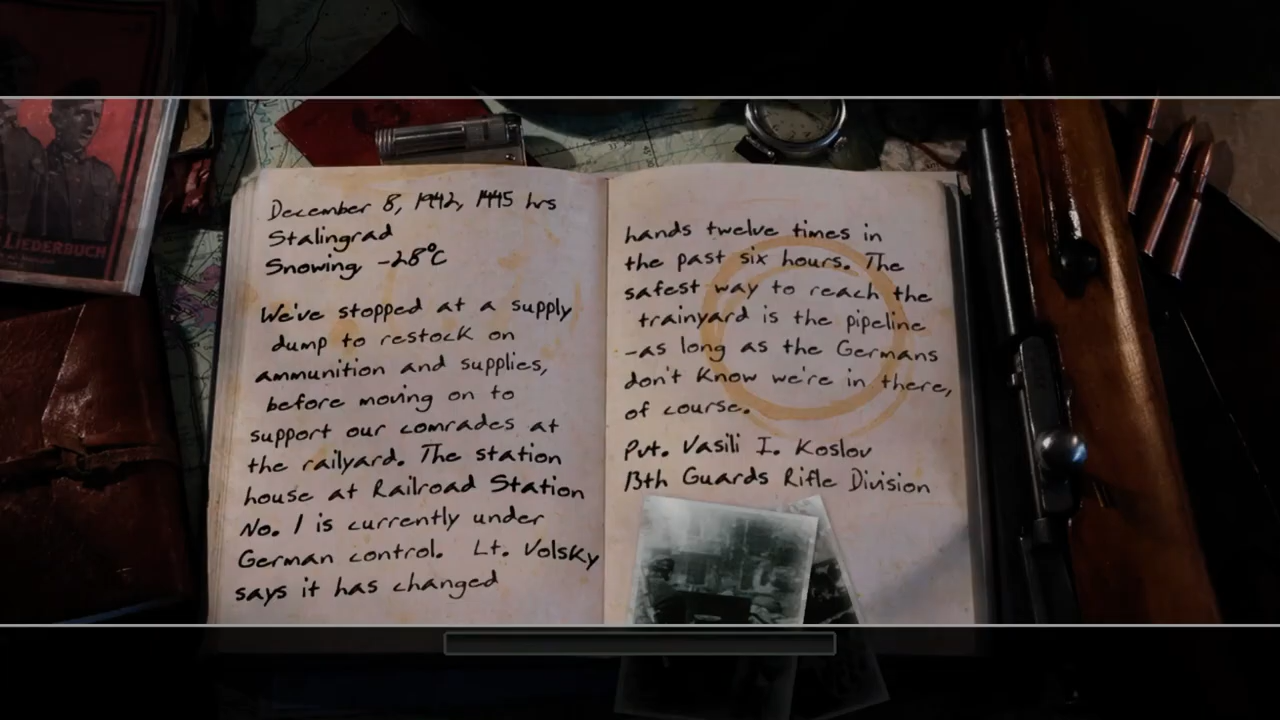 LIEDERBUCH
December 8, 1942, 1445 hrs
Stalingrad
Snowing, -28°C
We've stopped at a supply
dump to restock on
ammunition and supplies,
before moving on to
support our comrades at
the railyard. The station
house at Railroad Station
No. 1 is currently under
German control. Lt. Volsky
says it has changed
hands twelve times in
the past six hours. The
safest way to reach the
trainyard is the pipeline
-as long as the Germans
don't know we're in there,
of course.
Pvt. Vasili I. Koslov
13th Guards Rifle Division